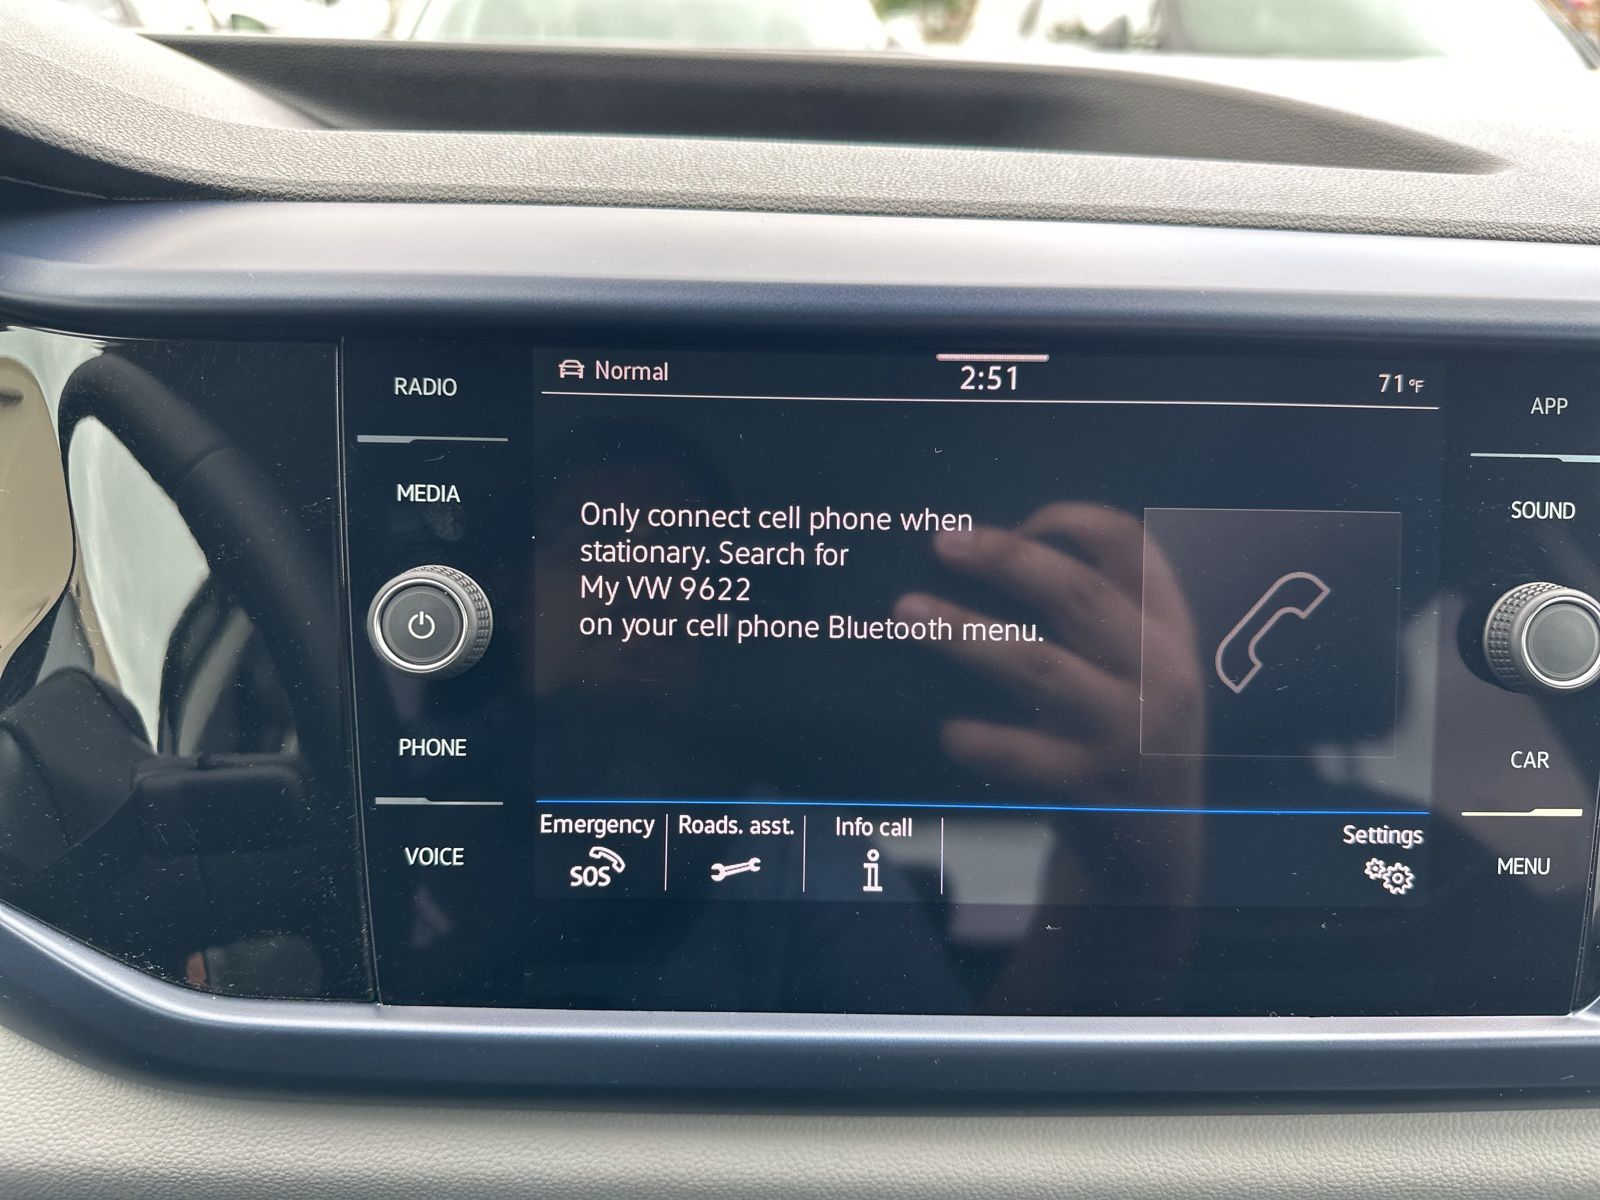 Normal
2:51
71°F
RADIO
MEDIA
PHONE
VOICE
Only connect cell phone when
stationary. Search for
My VW 9622
on your cell phone Bluetooth menu.
Emergency
SOS
Roads. asst.
Info call
i
Settings
APP
SOUND
CAR
MENU